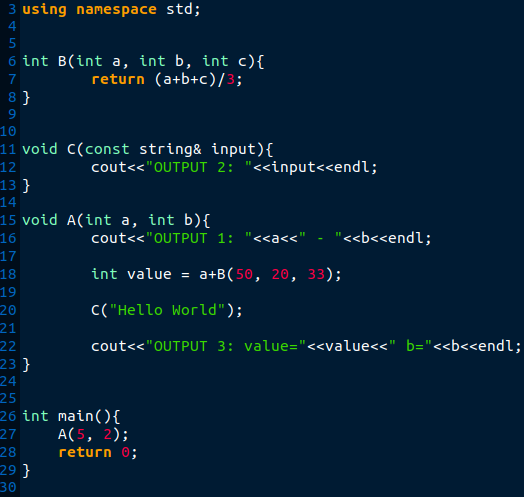 3 using namespace std;
4
5
6 int B(int a, int b, int c){
7         return (a+b+c)/3;
8 }
9
10
11 void C(const string& input){
12         cout<<"OUTPUT 2: "<<input<<endl;
13 }
14
15 void A(int a, int b){
16         cout<<"OUTPUT 1: "<<a<<" - "<<b<<endl;
17
18         int value = a+B(50, 20, 33);
19
20         C("Hello World");
21
22         cout<<"OUTPUT 3: value="<<value<<" b="<<b<<endl;
23 }
24
25
26 int main(){
27     A(5, 2);
28     return 0;
29 }
30